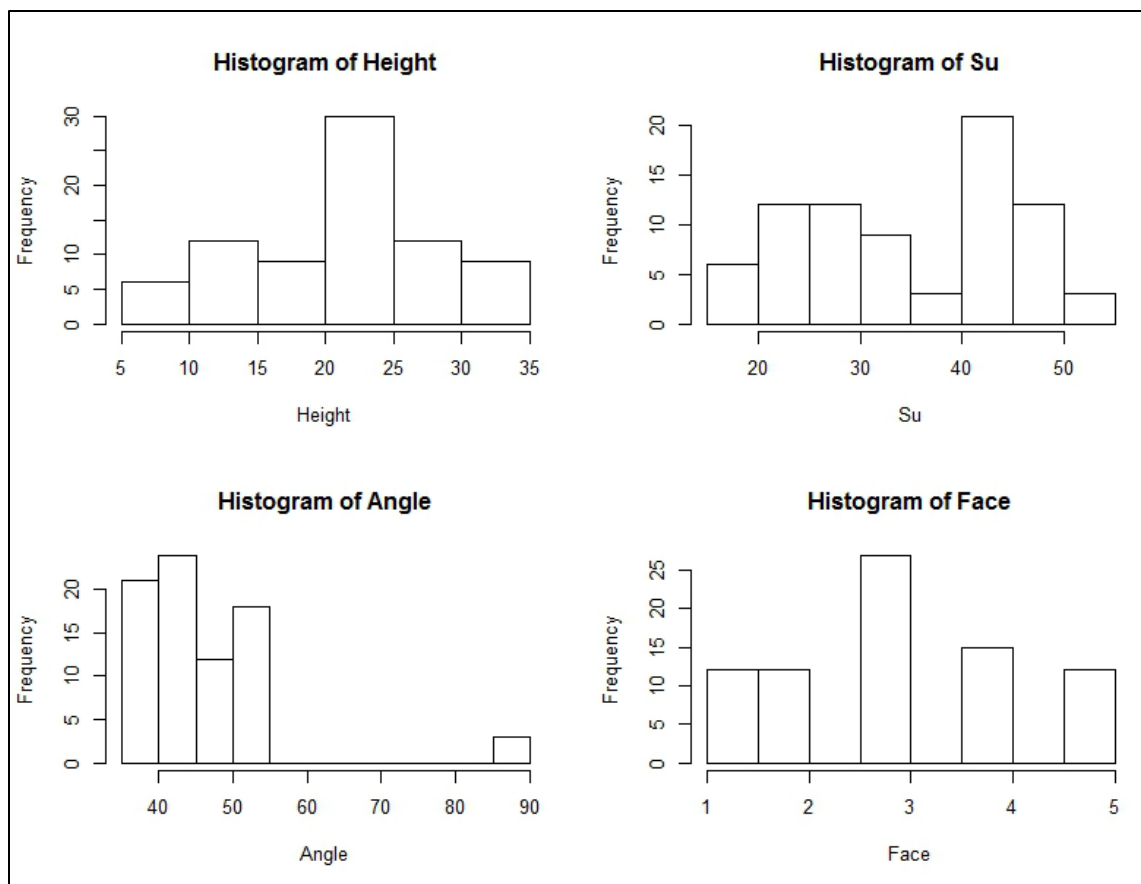 Histogram of Height
Frequency
0 5 10 20 30
5 10 15 20 25 30 35
Height
Histogram of Su
Frequency
0 5 10 15 20
20 30 40 50
Su
Histogram of Angle
Frequency
0 5 10 15 20
40 50 60 70 80 90
Angle
Histogram of Face
Frequency
0 5 10 15 20 25
1 2 3 4 5
Face